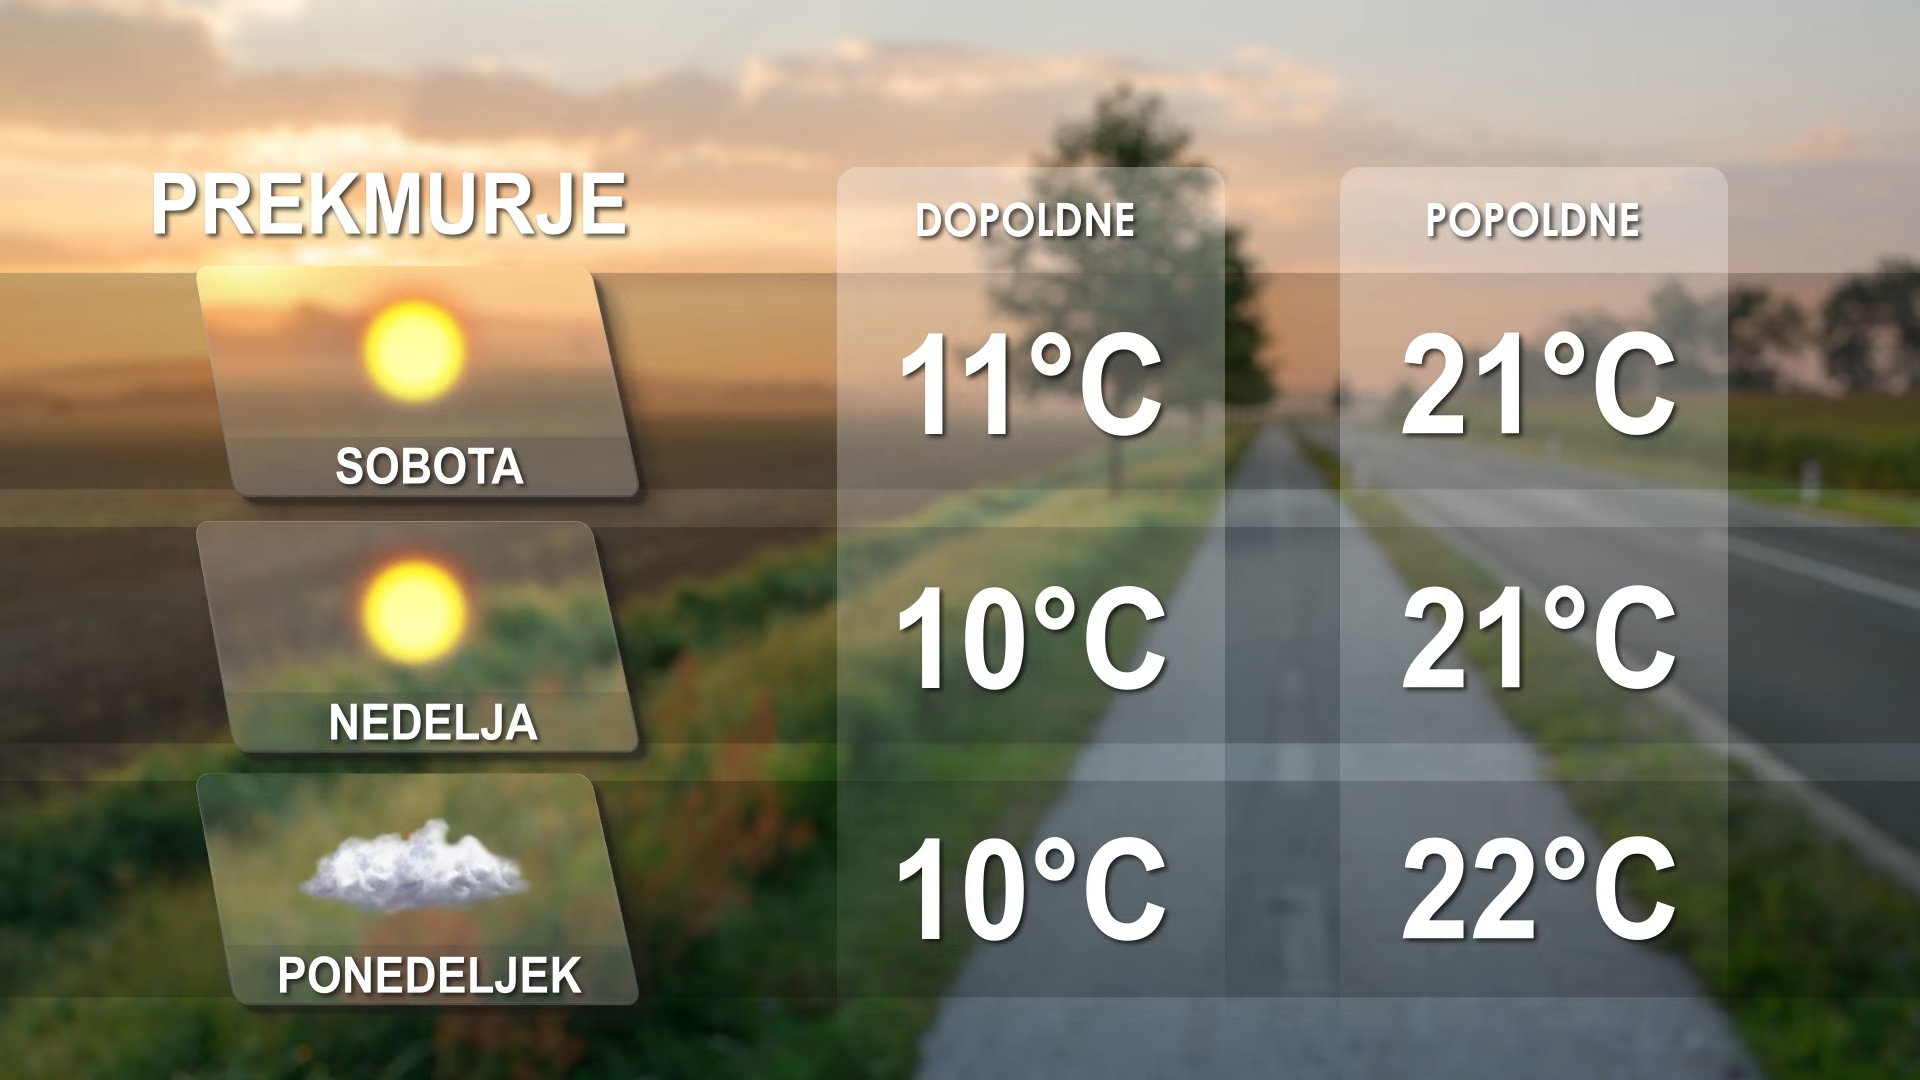 PREKMURJE
DOPOLDNE
POPOLDNE
SOBOTA
11°C
21°C
NEDELJA
10°C
21°C
PONEDELJEK
10°C
22°C